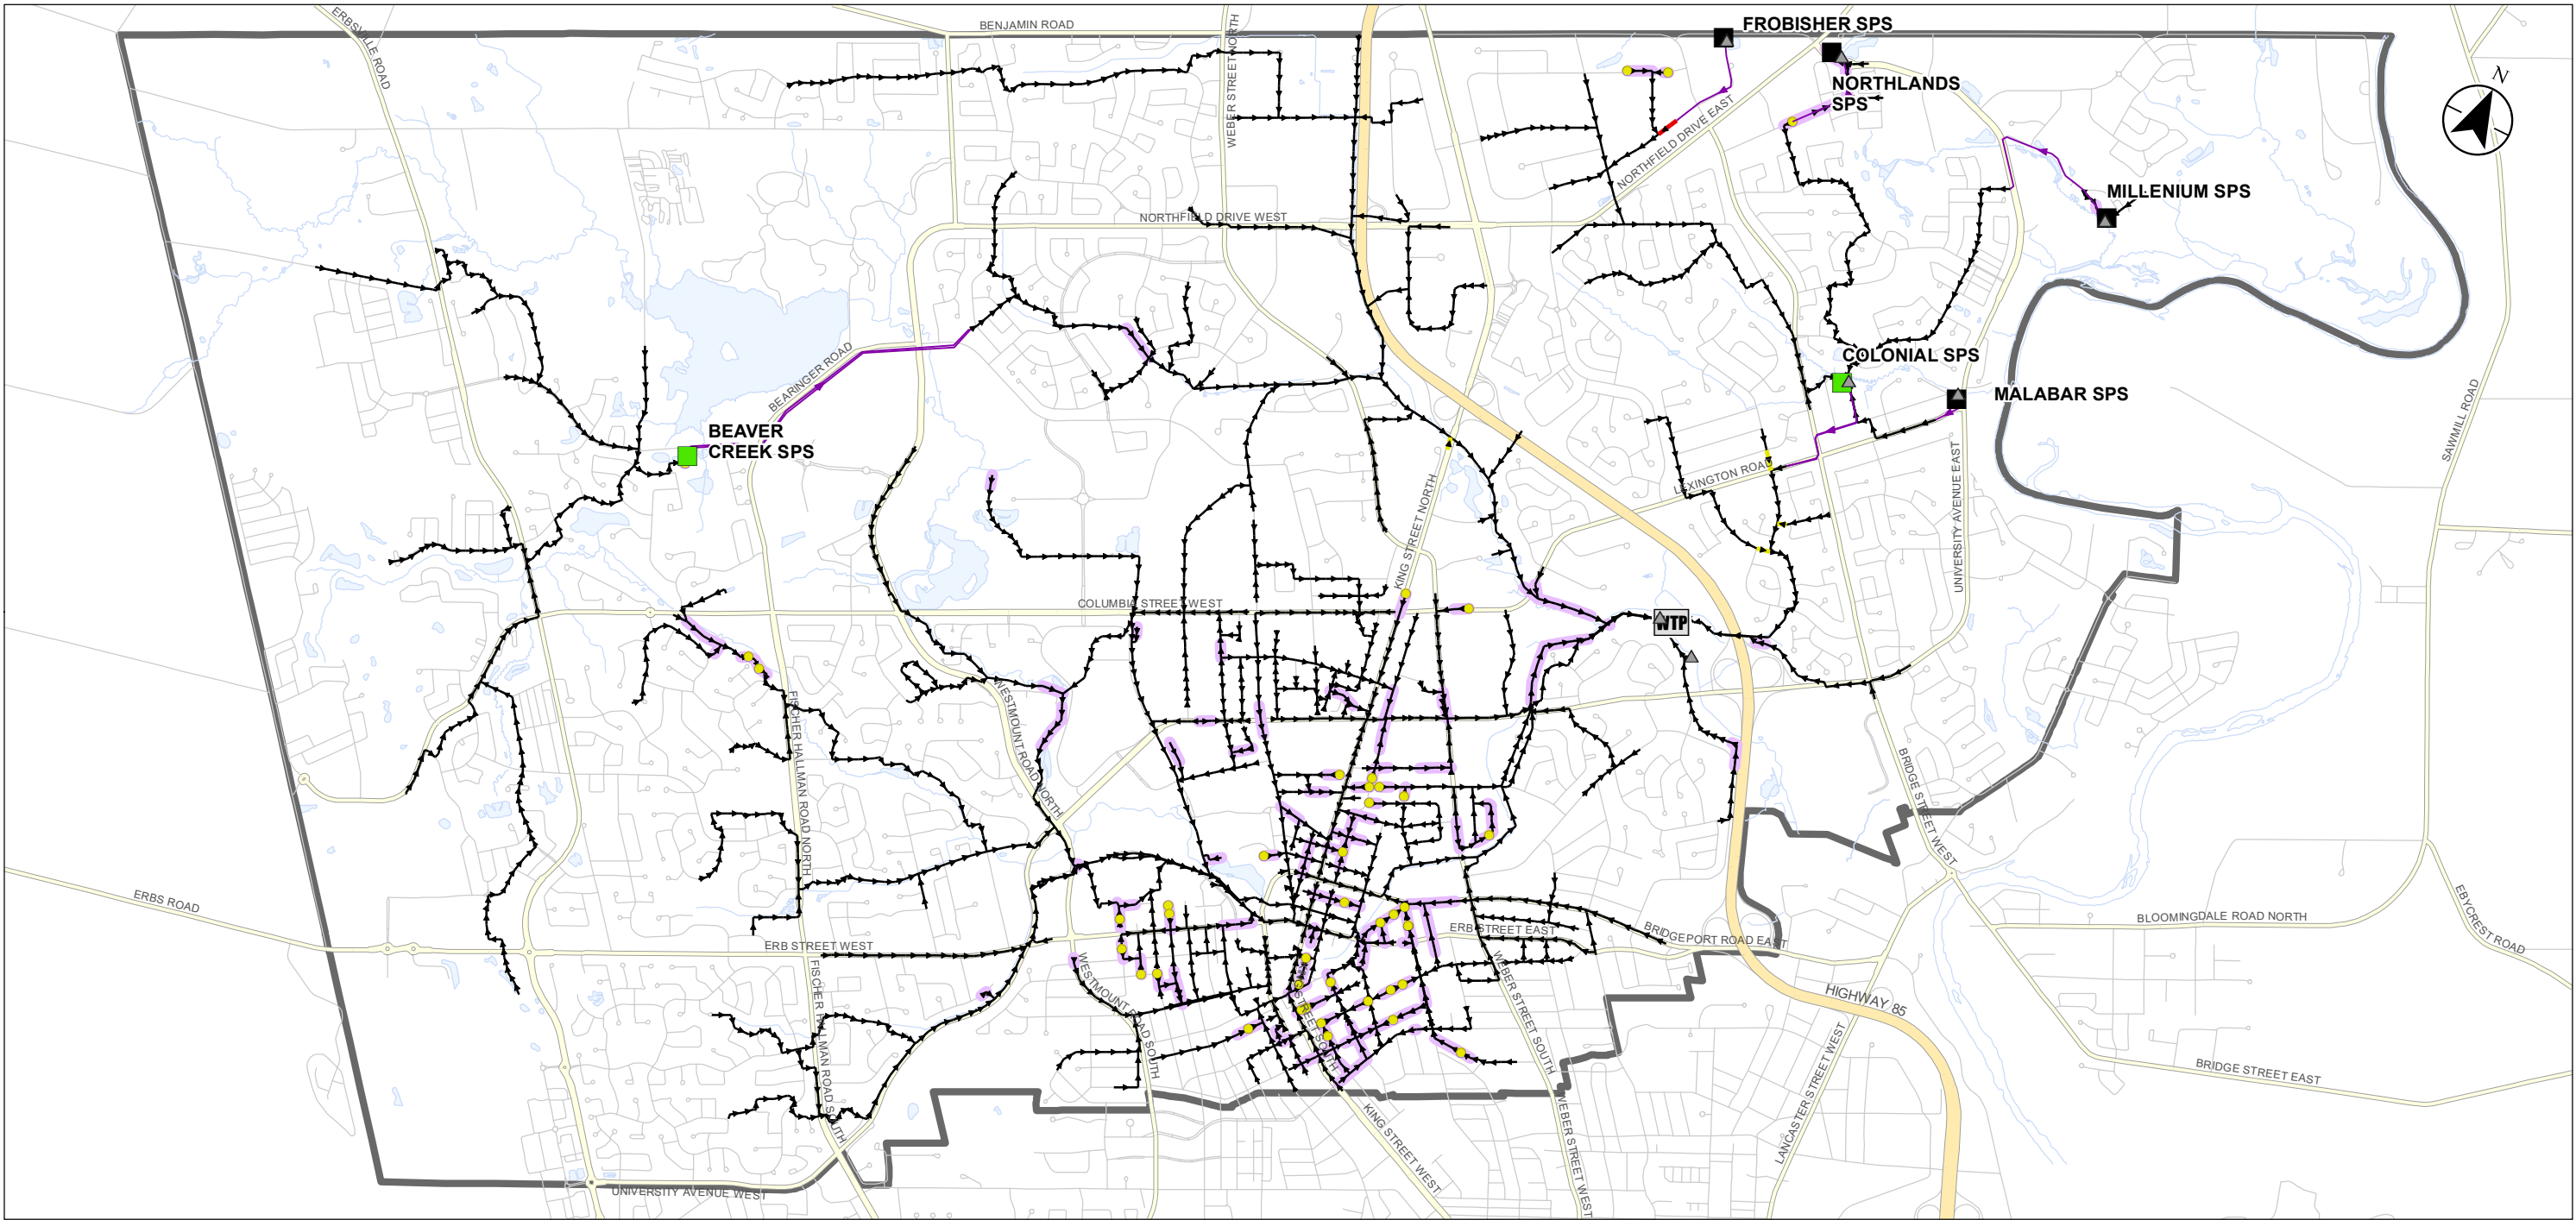 ERBSVILLE ROAD
BENJAMIN ROAD
WEBER STREET NORTH
FROBISHER SPS
NORTHLANDS
SPS
N
NORTHFIELD DRIVE EAST
MILLENIUM SPS
NORTHFIELD DRIVE WEST
BEARINGER ROAD
COLONIAL SPS
MALABAR SPS
SAWMILL ROAD
BEAVER
CREEK SPS
LEXINGTON ROAD
UNIVERSITY AVENUE EAST
KING STREET NORTH
COLUMBIA STREET WEST
WTP
FISCHER HALLMAN ROAD NORTH
WESTMOUNT ROAD NORTH
BRIDGE STREET WEST
ERBS ROAD
ERB STREET WEST
ERB STREET EAST
BRIDGEPORT ROAD EAST
BLOOMINGDALE ROAD NORTH
EBYCREST ROAD
WESTMOUNT ROAD SOUTH
FISCHER HALLMAN ROAD SOUTH
KING STREET SOUTH
WEBER STREET SOUTH
HIGHWAY 85
LANCASTER STREET WEST
BRIDGE STREET EAST
KING STREET WEST
WEBER STREET WEST
UNIVERSITY AVENUE WEST